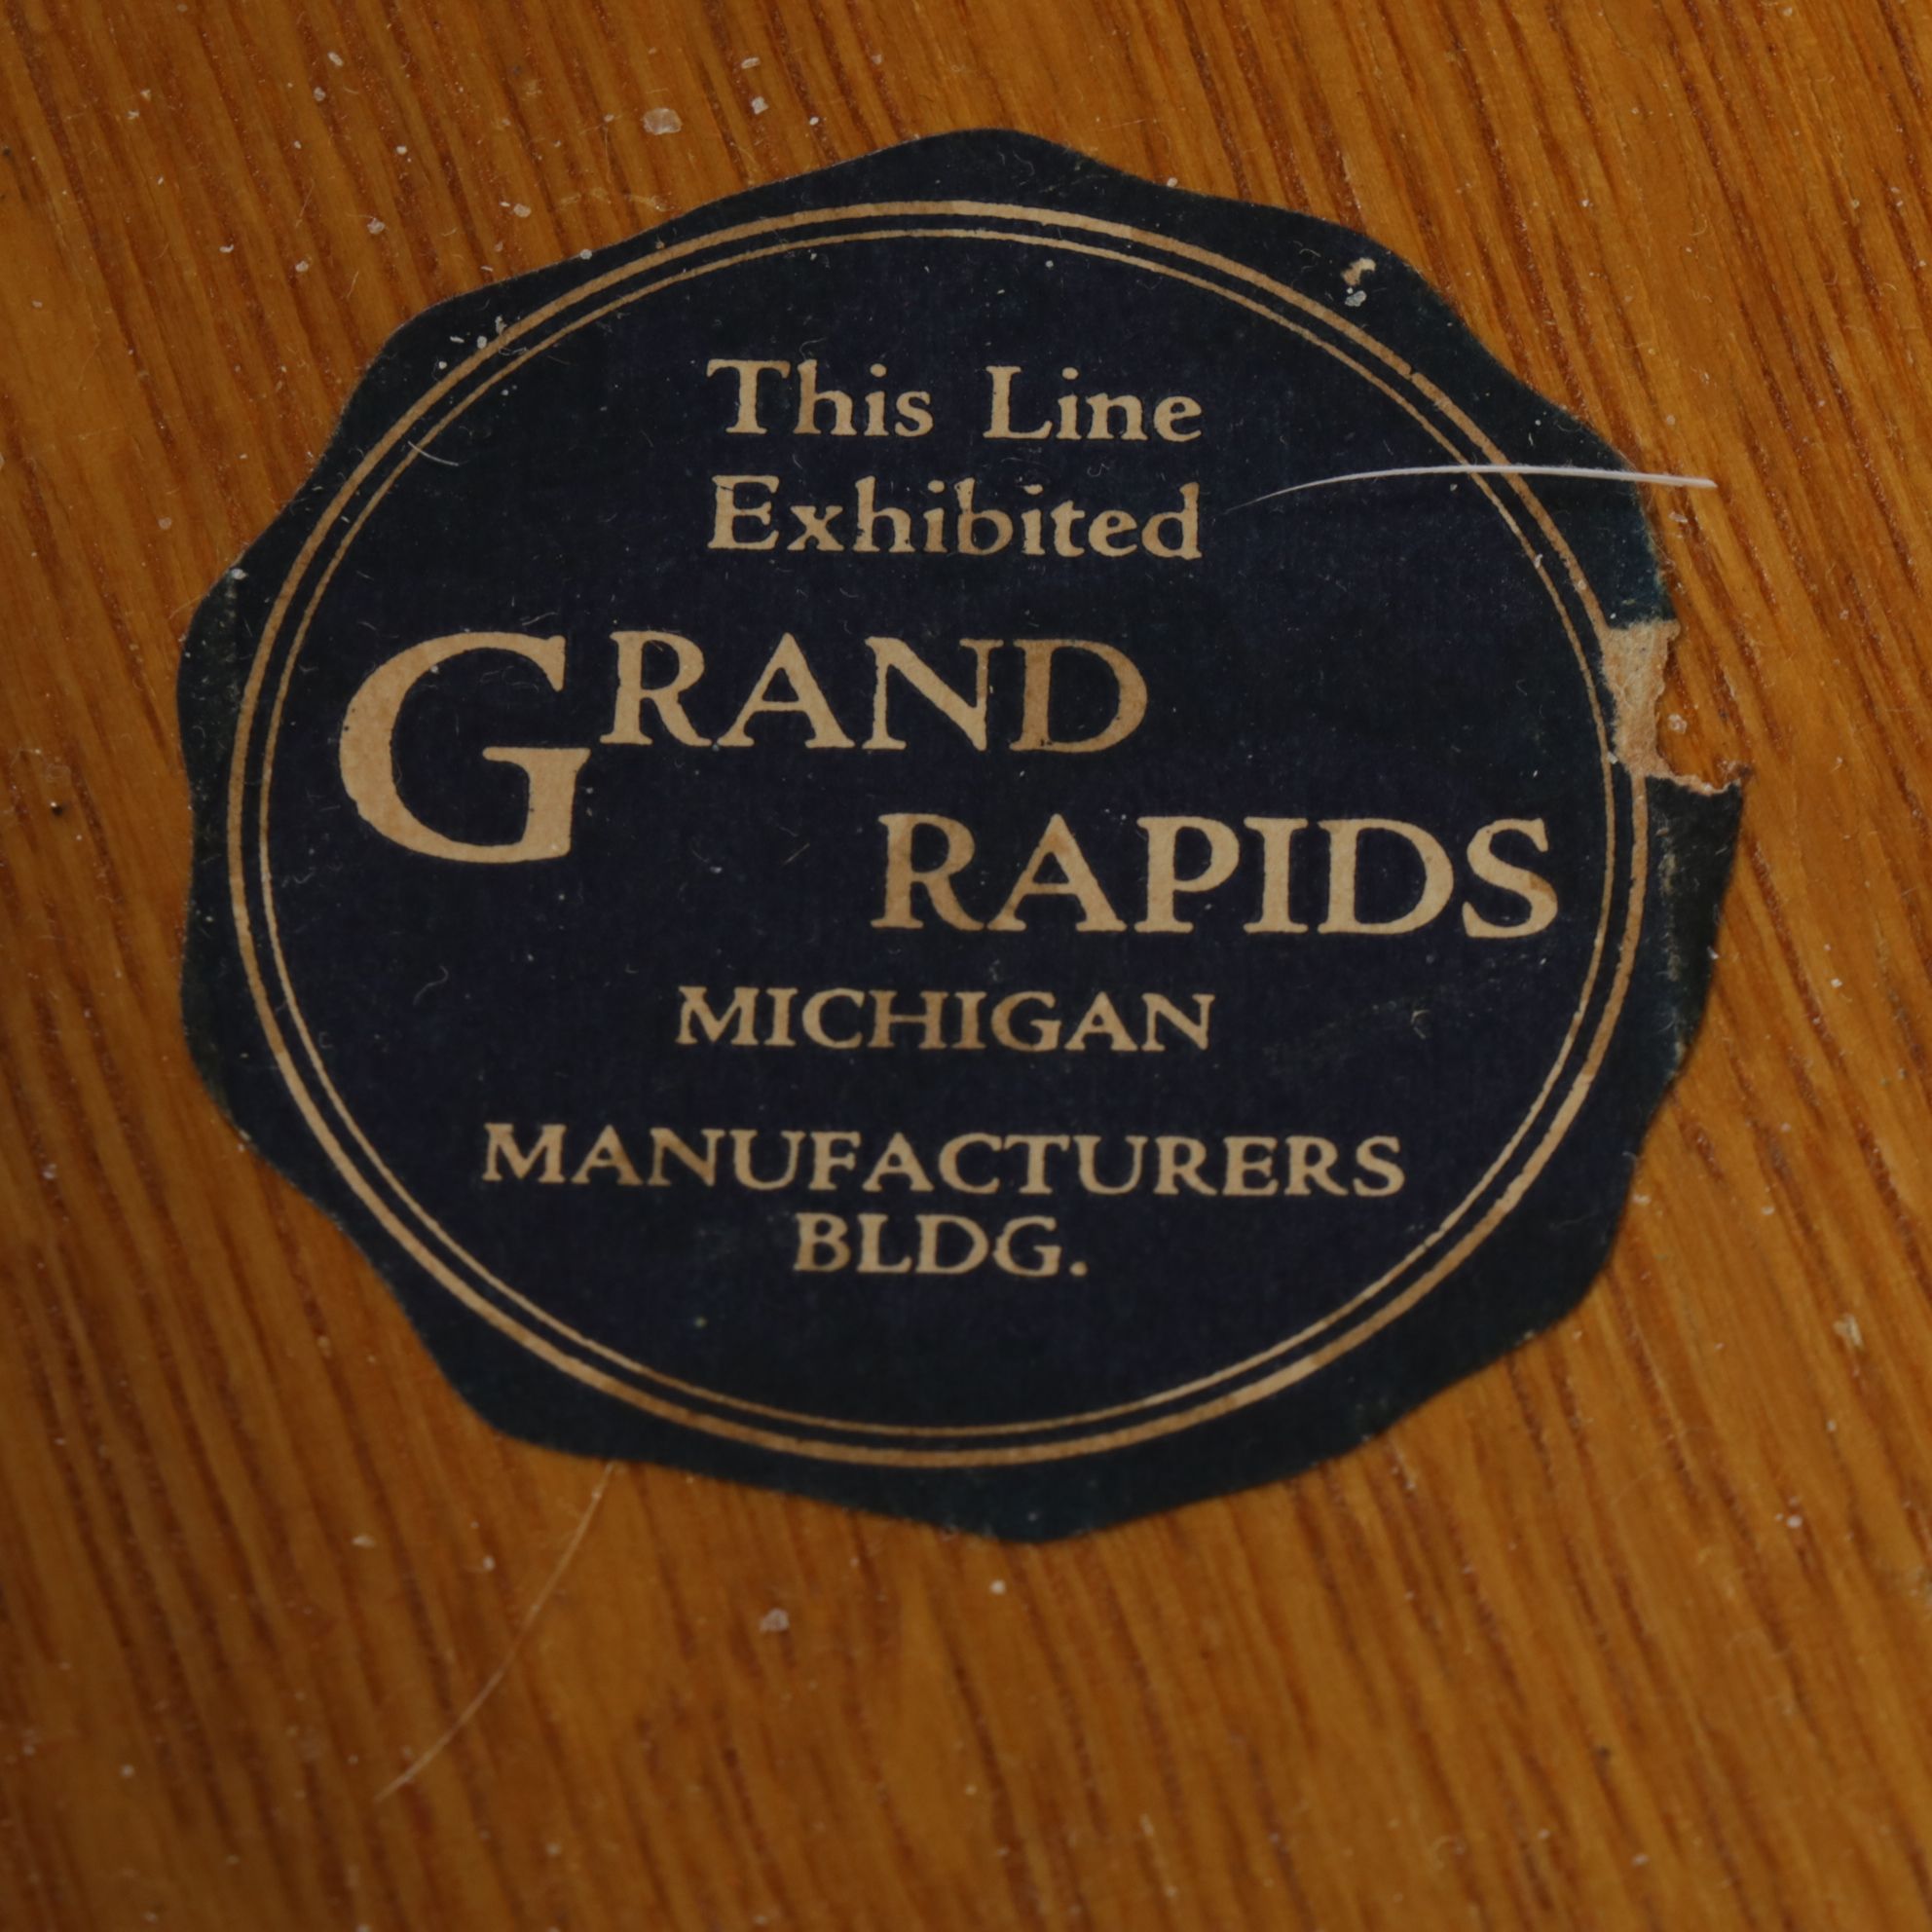 This Line
Exhibited
GRAND
RAPIDS
MICHIGAN
MANUFACTURERS
BLDG.